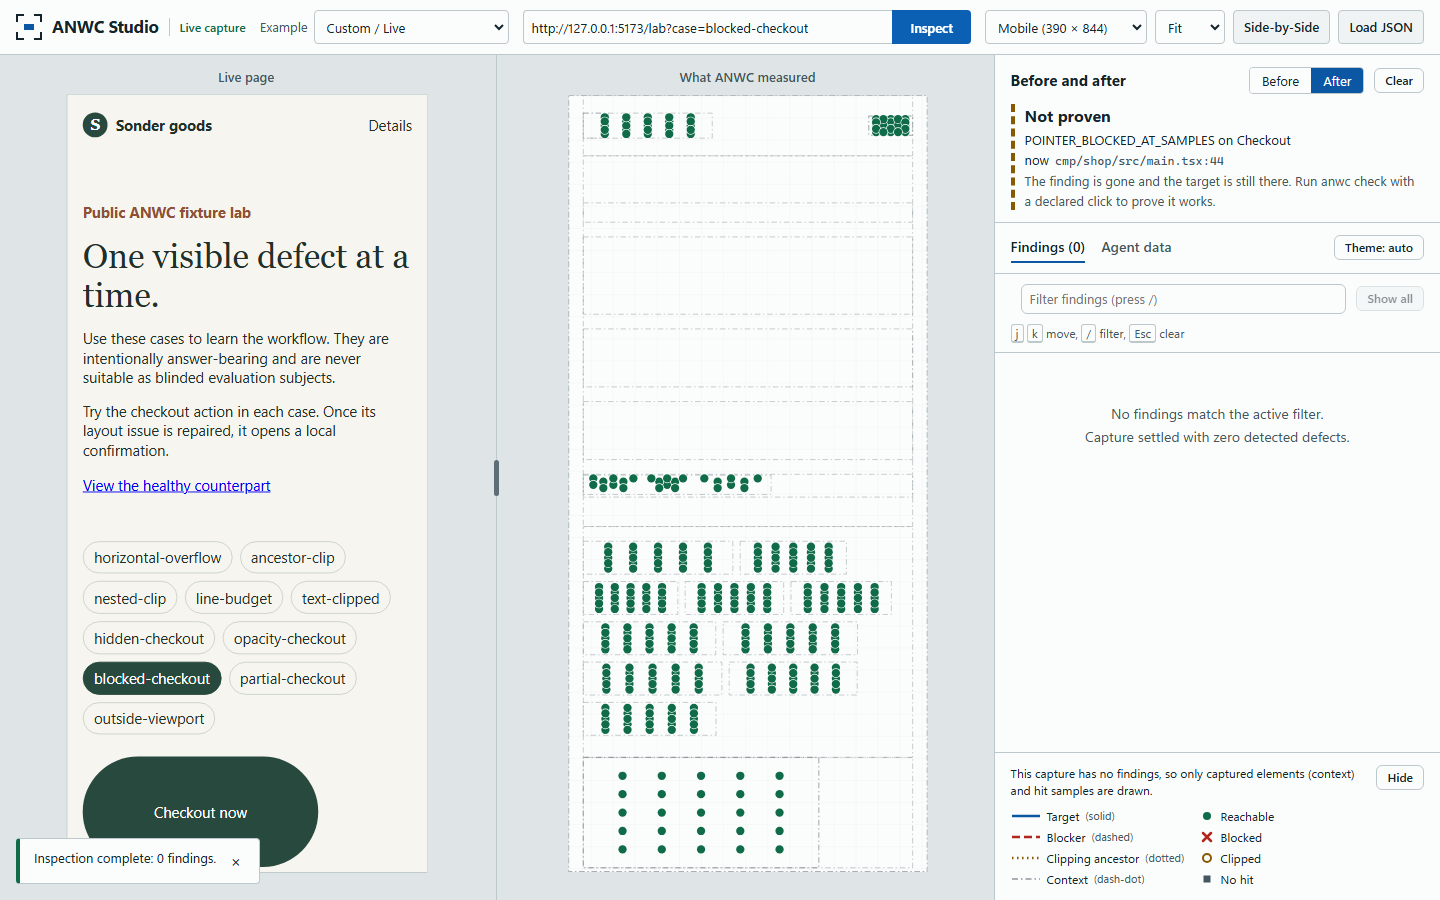 ANWC Studio
Live capture
Example
Custom / Live
http://127.0.0.1:5173/lab?case=blocked-checkout
Inspect
Mobile (390 × 844)
Fit
Side-by-Side
Load JSON
Live page
S
Sonder goods
Details
Public ANWC fixture lab
One visible defect at a
time.
Use these cases to learn the workflow. They are
intentionally answer-bearing and are never
suitable as blinded evaluation subjects.
Try the checkout action in each case. Once its
layout issue is repaired, it opens a local
confirmation.
View the healthy counterpart
horizontal-overflow
ancestor-clip
nested-clip
line-budget
text-clipped
hidden-checkout
opacity-checkout
blocked-checkout
partial-checkout
outside-viewport
Checkout now
Inspection complete: 0 findings.
×
What ANWC measured
Before and after
Before
After
Clear
Not proven
POINTER_BLOCKED_AT_SAMPLES on Checkout
now cmp/shop/src/main.tsx:44
The finding is gone and the target is still there. Run anwc check with
a declared click to prove it works.
Findings (0)
Agent data
Theme: auto
Filter findings (press /)
Show all
j k move, / filter, Esc clear
No findings match the active filter.
Capture settled with zero detected defects.
This capture has no findings, so only captured elements (context)
and hit samples are drawn.
Hide
Target (solid)
Reachable
Blocker (dashed)
Blocked
Clipping ancestor (dotted)
Clipped
Context (dash-dot)
No hit